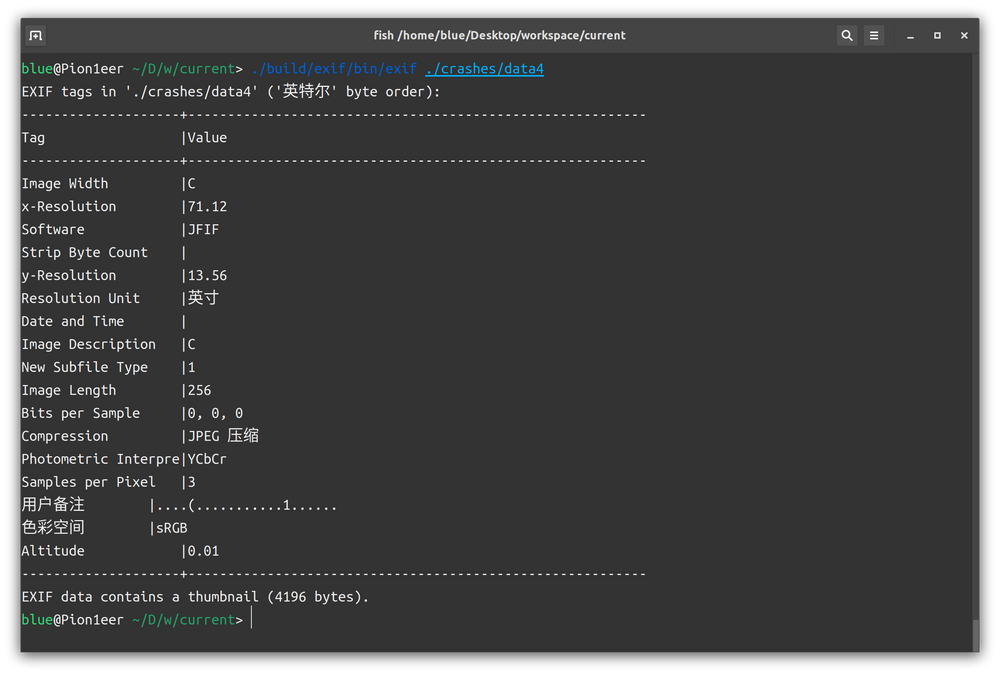 fish /home/blue/Desktop/workspace/current
blue@Pion1eer ~/D/w/current> ./build/exif/bin/exif ./crashes/data4
EXIF tags in './crashes/data4' ('英特尔' byte order):
--------------------+----------------------------------------------------------
Tag                 |Value
--------------------+----------------------------------------------------------
Image Width         |C
x-Resolution        |71.12
Software            |JFIF
Strip Byte Count    |
y-Resolution        |13.56
Resolution Unit     |英寸
Date and Time       |
Image Description   |C
New Subfile Type    |1
Image Length        |256
Bits per Sample     |0, 0, 0
Compression         |JPEG 压缩
Photometric Interpre|YCbCr
Samples per Pixel   |3
用户备注        |....(...........1......
色彩空间        |sRGB
Altitude            |0.01
--------------------+----------------------------------------------------------
EXIF data contains a thumbnail (4196 bytes).
blue@Pion1eer ~/D/w/current>